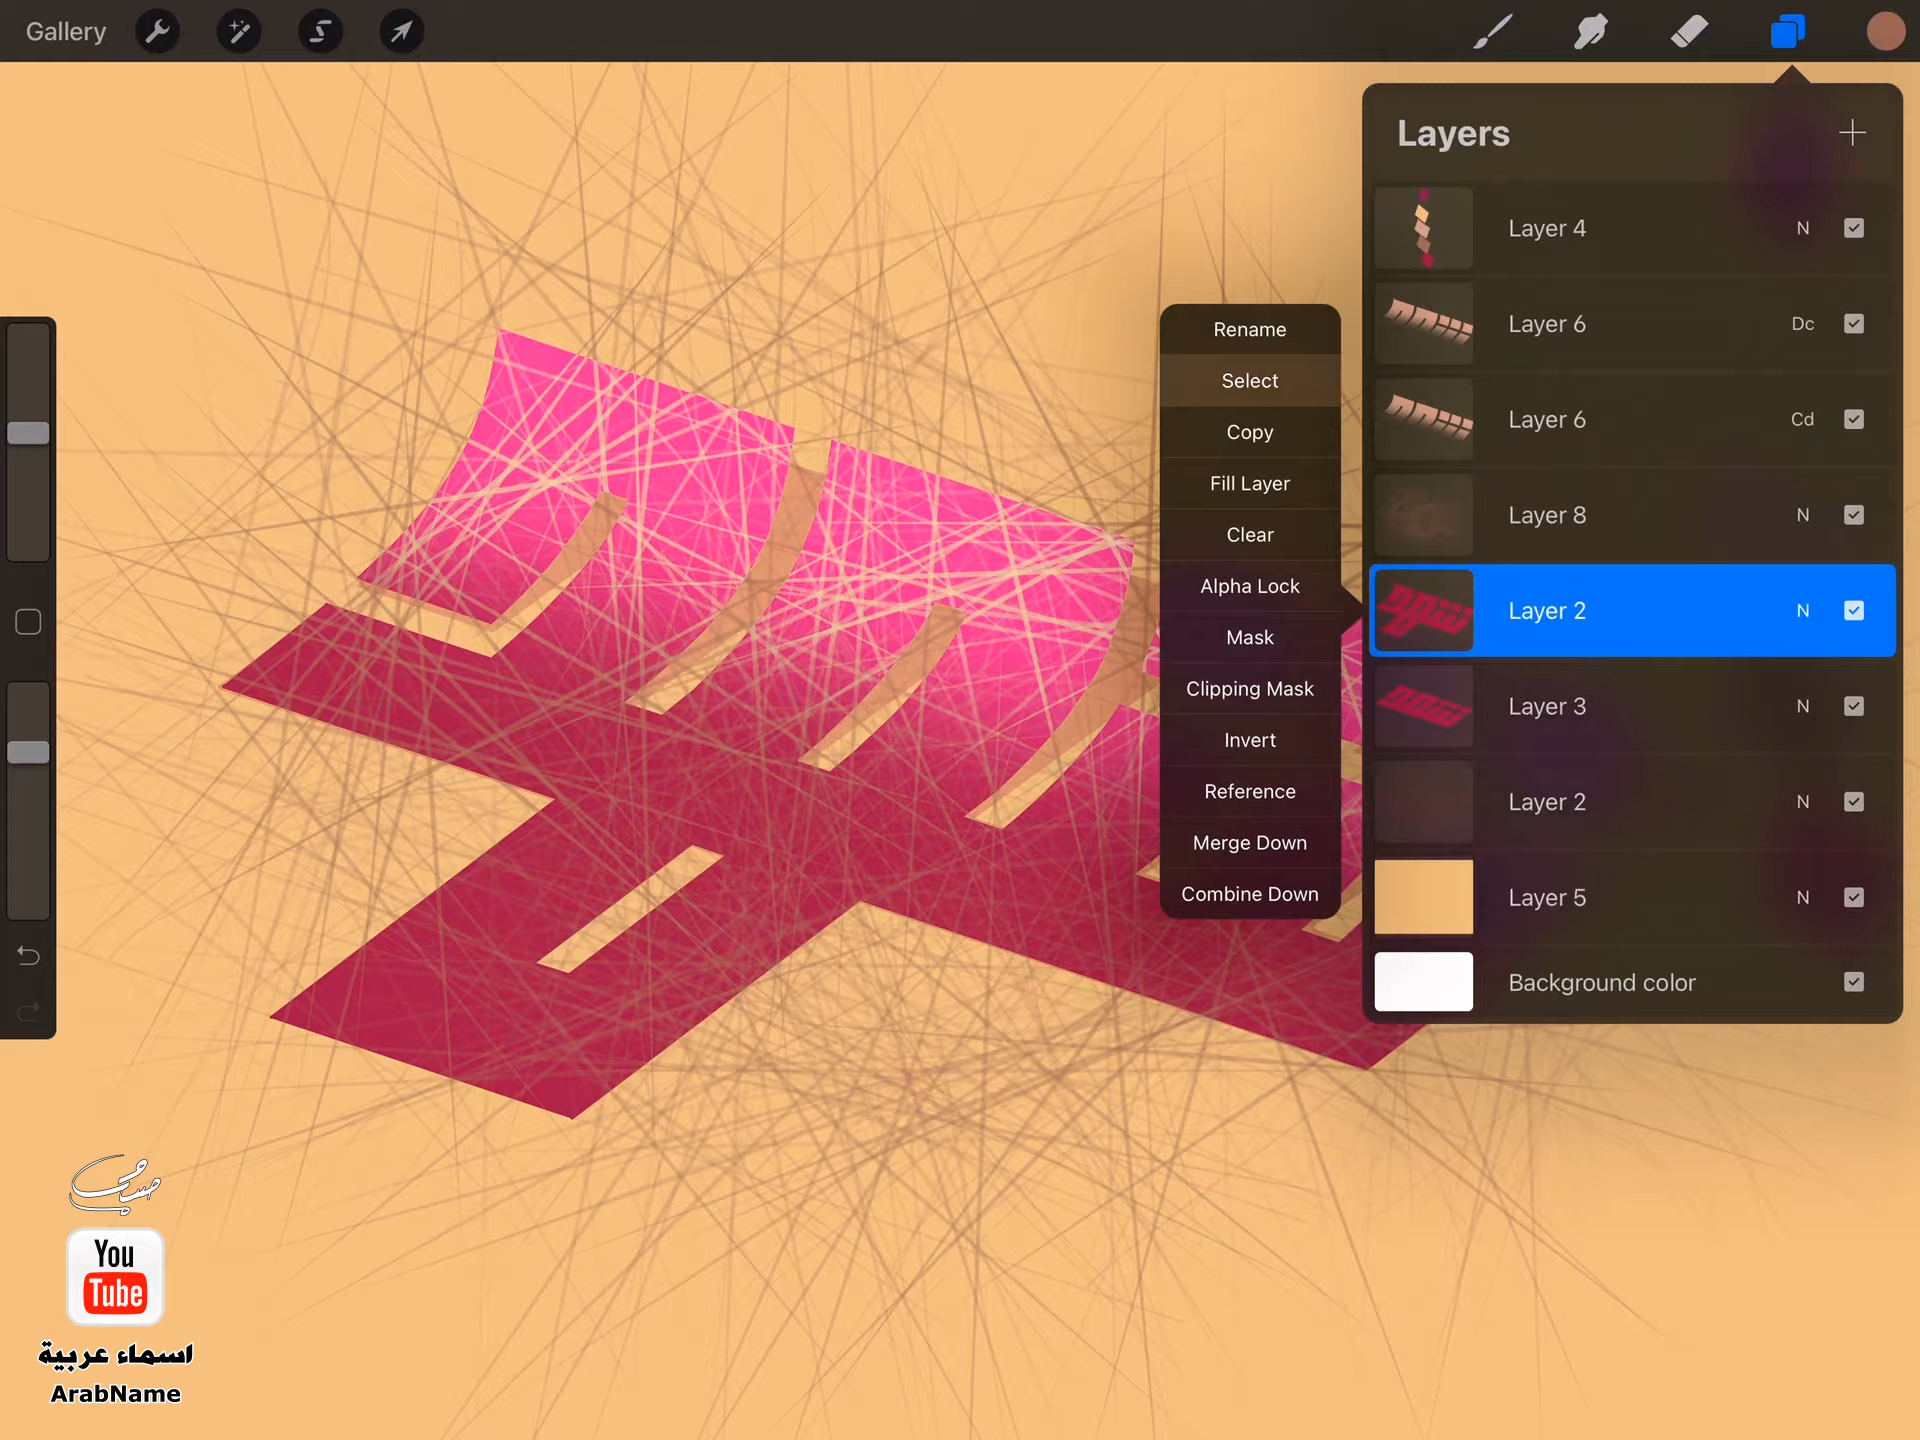 Gallery
Layers
Layer 4 N
Layer 6 Dc
Layer 6 Cd
Layer 8 N
Layer 2 N
Layer 3 N
Layer 2 N
Layer 5 N
Background color
Rename
Select
Copy
Fill Layer
Clear
Alpha Lock
Mask
Clipping Mask
Invert
Reference
Merge Down
Combine Down
You
Tube
اسماء عربية
ArabName